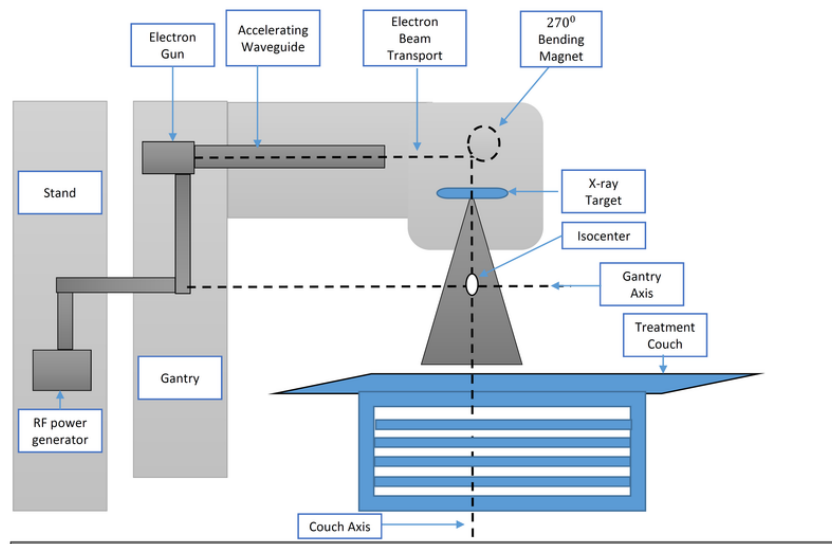 Electron
Gun
Accelerating
Waveguide
Electron
Beam
Transport
270⁰
Bending
Magnet
Stand
X-ray
Target
Isocenter
Gantry
Axis
Treatment
Couch
Gantry
RF power
generator
Couch Axis